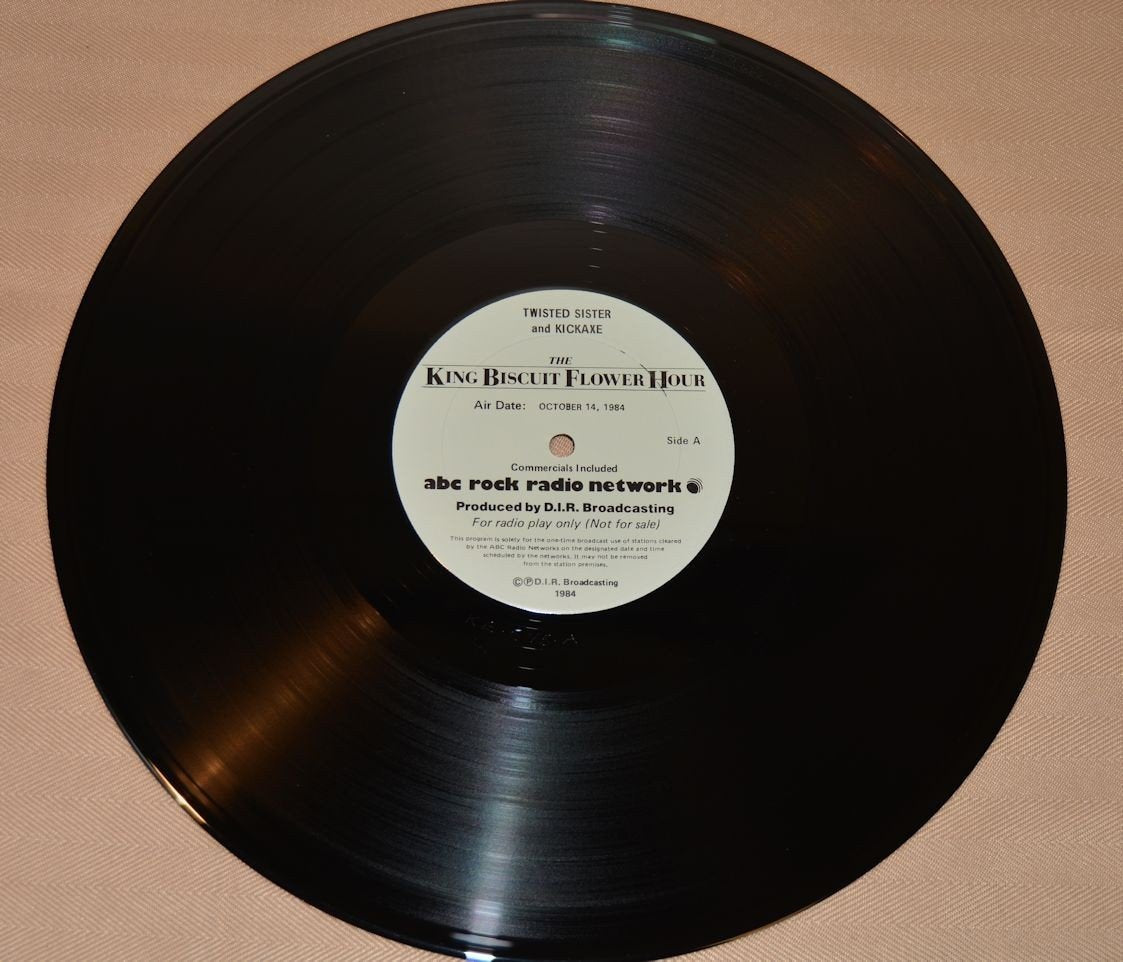 TWISTED SISTER
and KICKAXE
THE
KING BISCUIT FLOWER HOUR
Air Date: OCTOBER 14, 1984
Side A
Commercials Included
abc rock radio network
Produced by D.I.R. Broadcasting
For radio play only (Not for sale)
This program is solely for the one-time broadcast use of stations cleared
by the ABC Radio Networks on the designated date and time
scheduled by the networks. It may not be removed
from the station premises.
©℗D.I.R. Broadcasting
1984